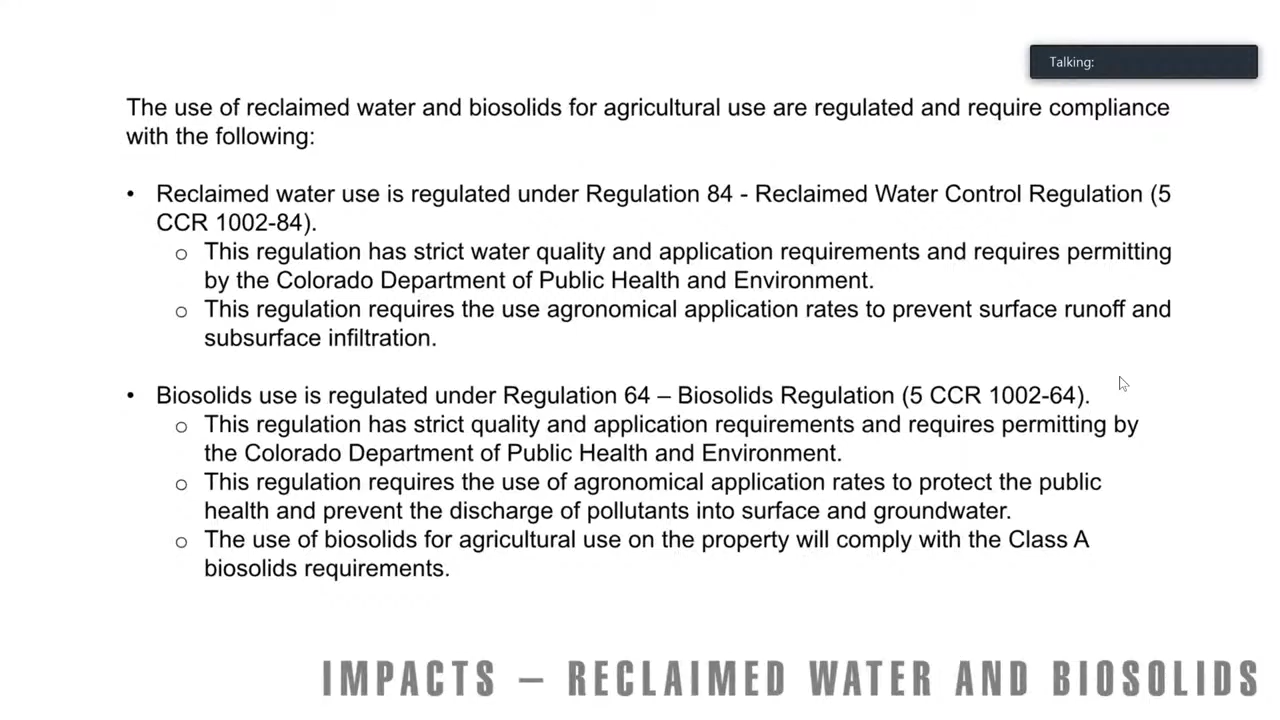 Talking:
The use of reclaimed water and biosolids for agricultural use are regulated and require compliance
with the following:
• Reclaimed water use is regulated under Regulation 84 - Reclaimed Water Control Regulation (5
CCR 1002-84).
o This regulation has strict water quality and application requirements and requires permitting
by the Colorado Department of Public Health and Environment.
o This regulation requires the use agronomical application rates to prevent surface runoff and
subsurface infiltration.
• Biosolids use is regulated under Regulation 64 – Biosolids Regulation (5 CCR 1002-64).
o This regulation has strict quality and application requirements and requires permitting by
the Colorado Department of Public Health and Environment.
o This regulation requires the use of agronomical application rates to protect the public
health and prevent the discharge of pollutants into surface and groundwater.
o The use of biosolids for agricultural use on the property will comply with the Class A
biosolids requirements.
IMPACTS – RECLAIMED WATER AND BIOSOLIDS